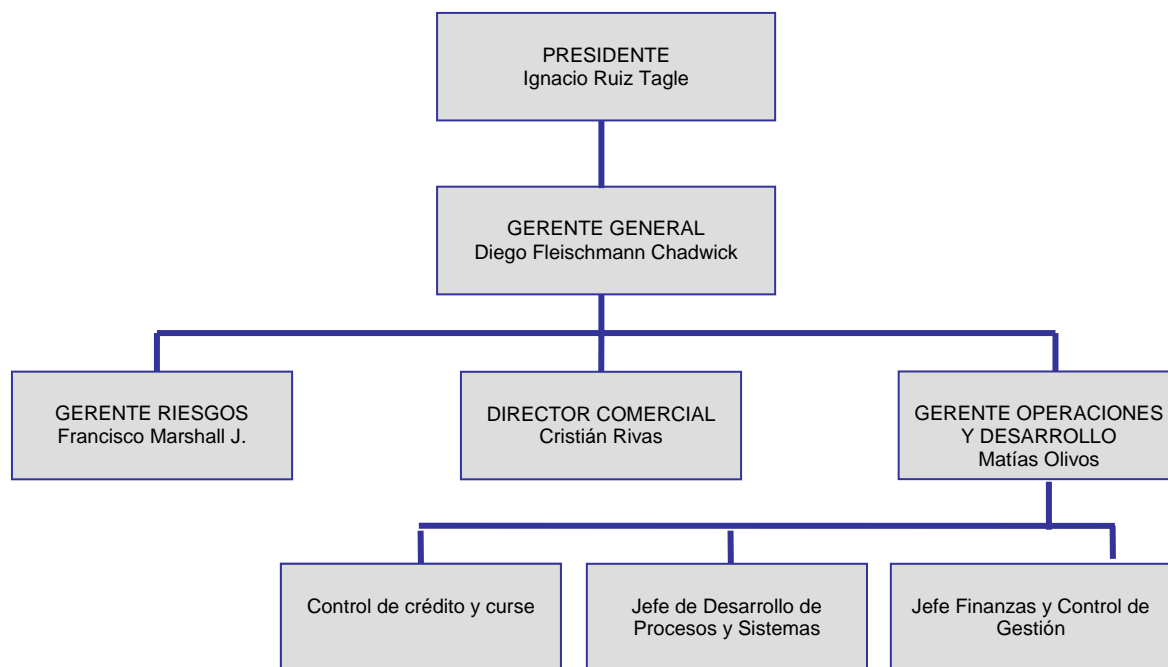 PRESIDENTE
Ignacio Ruiz Tagle
GERENTE GENERAL
Diego Fleischmann Chadwick
GERENTE RIESGOS
Francisco Marshall J.
DIRECTOR COMERCIAL
Cristián Rivas
GERENTE OPERACIONES
Y DESARROLLO
Matías Olivos
Control de crédito y curse
Jefe de Desarrollo de
Procesos y Sistemas
Jefe Finanzas y Control de
Gestión